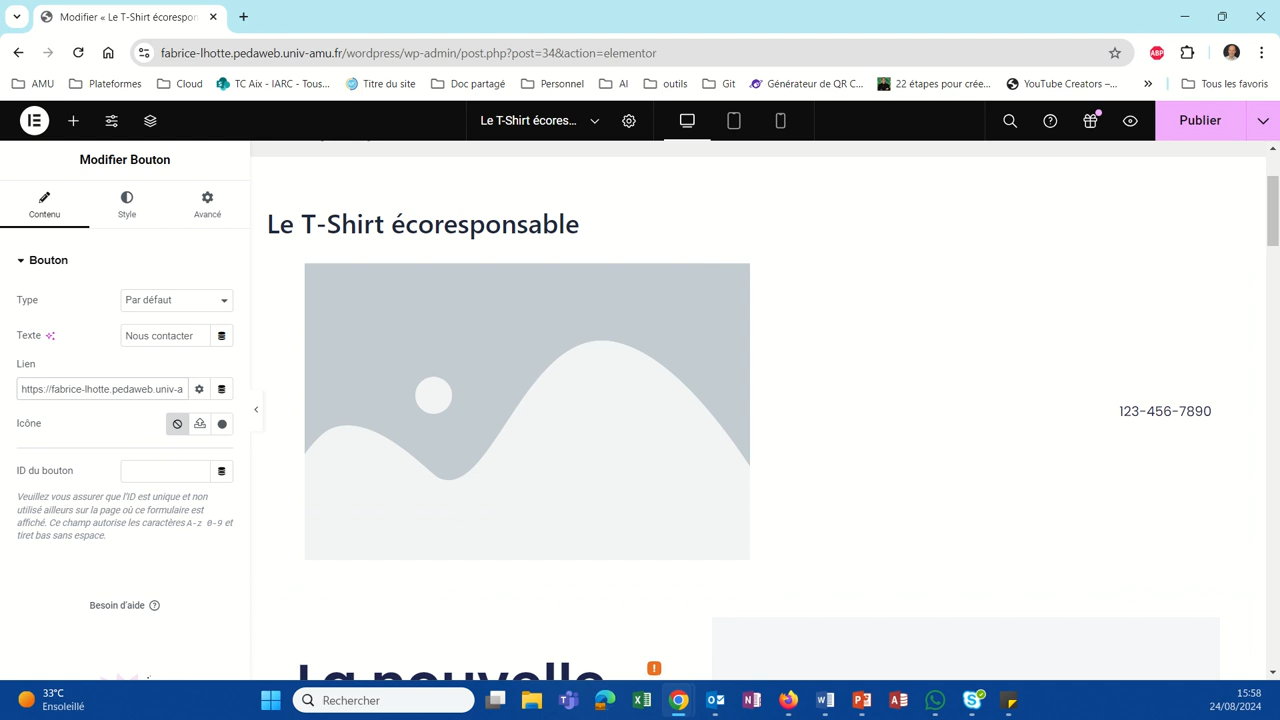 Modifier « Le T-Shirt écorespon
fabrice-lhotte.pedaweb.univ-amu.fr/wordpress/wp-admin/post.php?post=34&action=elementor
ABP
AMU
Plateformes
Cloud
TC Aix - IARC - Tous...
Titre du site
Doc partagé
Personnel
AI
outils
Git
Générateur de QR C...
22 étapes pour crée...
YouTube Creators –...
»
Tous les favoris
Le T-Shirt écores...
Publier
Modifier Bouton
Contenu
Style
Avancé
Bouton
Type
Par défaut
Texte
Nous contacter
Lien
https://fabrice-lhotte.pedaweb.univ-a
Icône
ID du bouton
Veuillez vous assurer que l'ID est unique et non
utilisé ailleurs sur la page où ce formulaire est
affiché. Ce champ autorise les caractères A-z 0-9 et
tiret bas sans espace.
Besoin d'aide
Le T-Shirt écoresponsable
123-456-7890
La nouvelle
33°C
Ensoleillé
Rechercher
15:58
24/08/2024